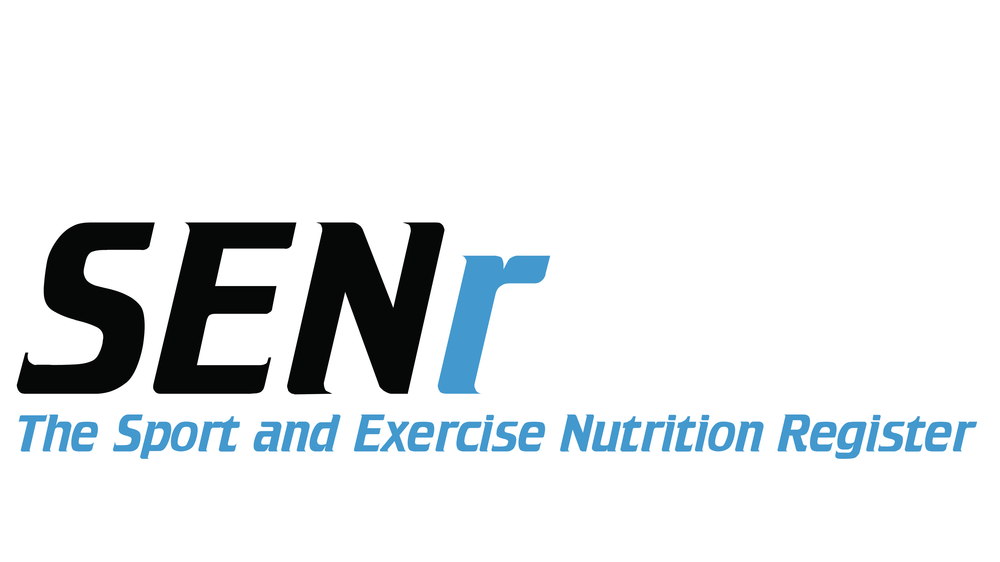 SENr
The Sport and Exercise Nutrition Register